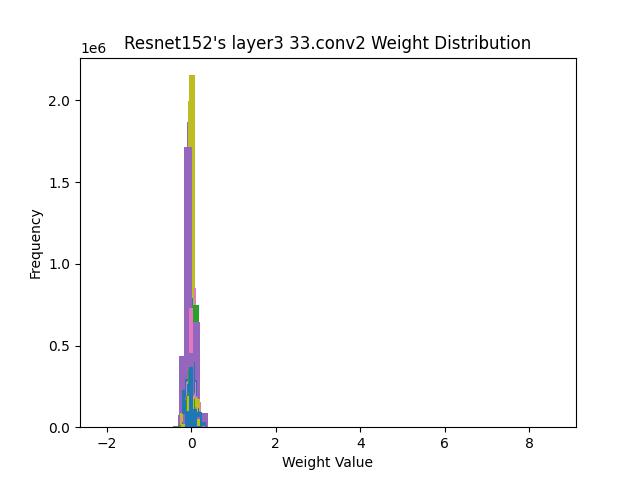 Resnet152's layer3 33.conv2 Weight Distribution
1e6
2.0
1.5
1.0
0.5
0.0
Frequency
−2 0 2 4 6 8
Weight Value